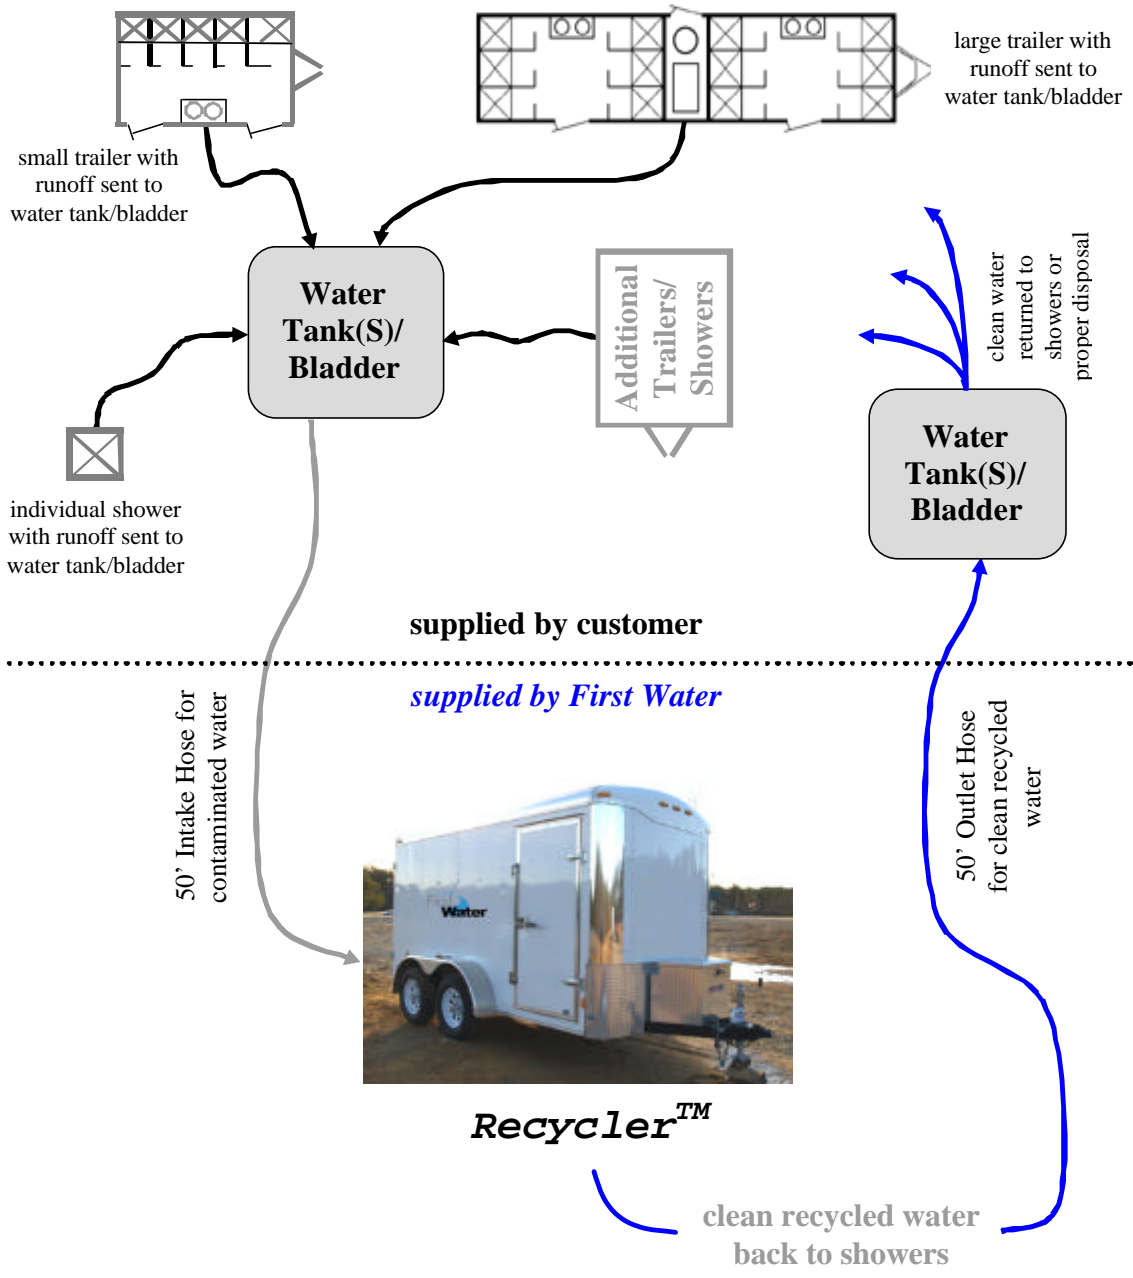 large trailer with
runoff sent to
water tank/bladder
small trailer with
runoff sent to
water tank/bladder
Water
Tank(S)/
Bladder
Additional
Trailers/
Showers
clean water
returned to
showers or
proper disposal
Water
Tank(S)/
Bladder
individual shower
with runoff sent to
water tank/bladder
supplied by customer
supplied by First Water
50’ Intake Hose for
contaminated water
50’ Outlet Hose
for clean recycled
water
Water
Recycler™
clean recycled water
back to showers